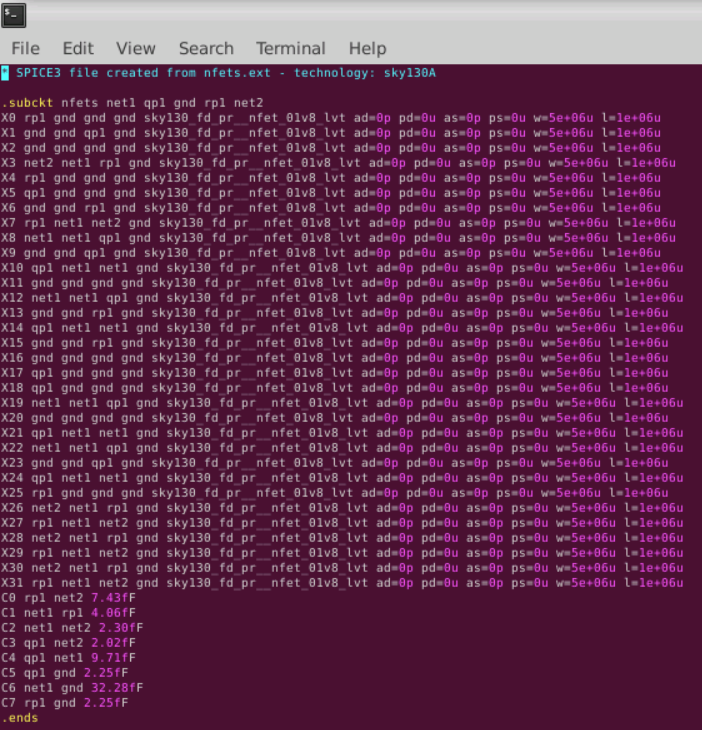 File Edit View Search Terminal Help
* SPICE3 file created from nfets.ext - technology: sky130A
.subckt nfets net1 qp1 gnd rp1 net2
X0 rp1 gnd gnd gnd sky130_fd_pr__nfet_01v8_lvt ad=0p pd=0u as=0p ps=0u w=5e+06u l=1e+06u
X1 gnd gnd qp1 gnd sky130_fd_pr__nfet_01v8_lvt ad=0p pd=0u as=0p ps=0u w=5e+06u l=1e+06u
X2 gnd gnd gnd gnd sky130_fd_pr__nfet_01v8_lvt ad=0p pd=0u as=0p ps=0u w=5e+06u l=1e+06u
X3 net2 net1 rp1 gnd sky130_fd_pr__nfet_01v8_lvt ad=0p pd=0u as=0p ps=0u w=5e+06u l=1e+06u
X4 rp1 gnd gnd gnd sky130_fd_pr__nfet_01v8_lvt ad=0p pd=0u as=0p ps=0u w=5e+06u l=1e+06u
X5 qp1 gnd gnd gnd sky130_fd_pr__nfet_01v8_lvt ad=0p pd=0u as=0p ps=0u w=5e+06u l=1e+06u
X6 gnd gnd rp1 gnd sky130_fd_pr__nfet_01v8_lvt ad=0p pd=0u as=0p ps=0u w=5e+06u l=1e+06u
X7 rp1 net1 net2 gnd sky130_fd_pr__nfet_01v8_lvt ad=0p pd=0u as=0p ps=0u w=5e+06u l=1e+06u
X8 net1 net1 qp1 gnd sky130_fd_pr__nfet_01v8_lvt ad=0p pd=0u as=0p ps=0u w=5e+06u l=1e+06u
X9 gnd gnd qp1 gnd sky130_fd_pr__nfet_01v8_lvt ad=0p pd=0u as=0p ps=0u w=5e+06u l=1e+06u
X10 qp1 net1 net1 gnd sky130_fd_pr__nfet_01v8_lvt ad=0p pd=0u as=0p ps=0u w=5e+06u l=1e+06u
X11 gnd gnd gnd gnd sky130_fd_pr__nfet_01v8_lvt ad=0p pd=0u as=0p ps=0u w=5e+06u l=1e+06u
X12 net1 net1 qp1 gnd sky130_fd_pr__nfet_01v8_lvt ad=0p pd=0u as=0p ps=0u w=5e+06u l=1e+06u
X13 gnd gnd rp1 gnd sky130_fd_pr__nfet_01v8_lvt ad=0p pd=0u as=0p ps=0u w=5e+06u l=1e+06u
X14 qp1 net1 net1 gnd sky130_fd_pr__nfet_01v8_lvt ad=0p pd=0u as=0p ps=0u w=5e+06u l=1e+06u
X15 gnd gnd rp1 gnd sky130_fd_pr__nfet_01v8_lvt ad=0p pd=0u as=0p ps=0u w=5e+06u l=1e+06u
X16 gnd gnd gnd gnd sky130_fd_pr__nfet_01v8_lvt ad=0p pd=0u as=0p ps=0u w=5e+06u l=1e+06u
X17 qp1 gnd gnd gnd sky130_fd_pr__nfet_01v8_lvt ad=0p pd=0u as=0p ps=0u w=5e+06u l=1e+06u
X18 qp1 gnd gnd gnd sky130_fd_pr__nfet_01v8_lvt ad=0p pd=0u as=0p ps=0u w=5e+06u l=1e+06u
X19 net1 net1 qp1 gnd sky130_fd_pr__nfet_01v8_lvt ad=0p pd=0u as=0p ps=0u w=5e+06u l=1e+06u
X20 gnd gnd gnd gnd sky130_fd_pr__nfet_01v8_lvt ad=0p pd=0u as=0p ps=0u w=5e+06u l=1e+06u
X21 qp1 net1 net1 gnd sky130_fd_pr__nfet_01v8_lvt ad=0p pd=0u as=0p ps=0u w=5e+06u l=1e+06u
X22 net1 net1 qp1 gnd sky130_fd_pr__nfet_01v8_lvt ad=0p pd=0u as=0p ps=0u w=5e+06u l=1e+06u
X23 gnd gnd qp1 gnd sky130_fd_pr__nfet_01v8_lvt ad=0p pd=0u as=0p ps=0u w=5e+06u l=1e+06u
X24 qp1 net1 net1 gnd sky130_fd_pr__nfet_01v8_lvt ad=0p pd=0u as=0p ps=0u w=5e+06u l=1e+06u
X25 rp1 gnd gnd gnd sky130_fd_pr__nfet_01v8_lvt ad=0p pd=0u as=0p ps=0u w=5e+06u l=1e+06u
X26 net2 net1 rp1 gnd sky130_fd_pr__nfet_01v8_lvt ad=0p pd=0u as=0p ps=0u w=5e+06u l=1e+06u
X27 rp1 net1 net2 gnd sky130_fd_pr__nfet_01v8_lvt ad=0p pd=0u as=0p ps=0u w=5e+06u l=1e+06u
X28 net2 net1 rp1 gnd sky130_fd_pr__nfet_01v8_lvt ad=0p pd=0u as=0p ps=0u w=5e+06u l=1e+06u
X29 rp1 net1 net2 gnd sky130_fd_pr__nfet_01v8_lvt ad=0p pd=0u as=0p ps=0u w=5e+06u l=1e+06u
X30 net2 net1 rp1 gnd sky130_fd_pr__nfet_01v8_lvt ad=0p pd=0u as=0p ps=0u w=5e+06u l=1e+06u
X31 rp1 net1 net2 gnd sky130_fd_pr__nfet_01v8_lvt ad=0p pd=0u as=0p ps=0u w=5e+06u l=1e+06u
C0 rp1 net2 7.43fF
C1 net1 rp1 4.06fF
C2 net1 net2 2.30fF
C3 qp1 net2 2.02fF
C4 qp1 net1 9.71fF
C5 qp1 gnd 2.25fF
C6 net1 gnd 32.28fF
C7 rp1 gnd 2.25fF
.ends